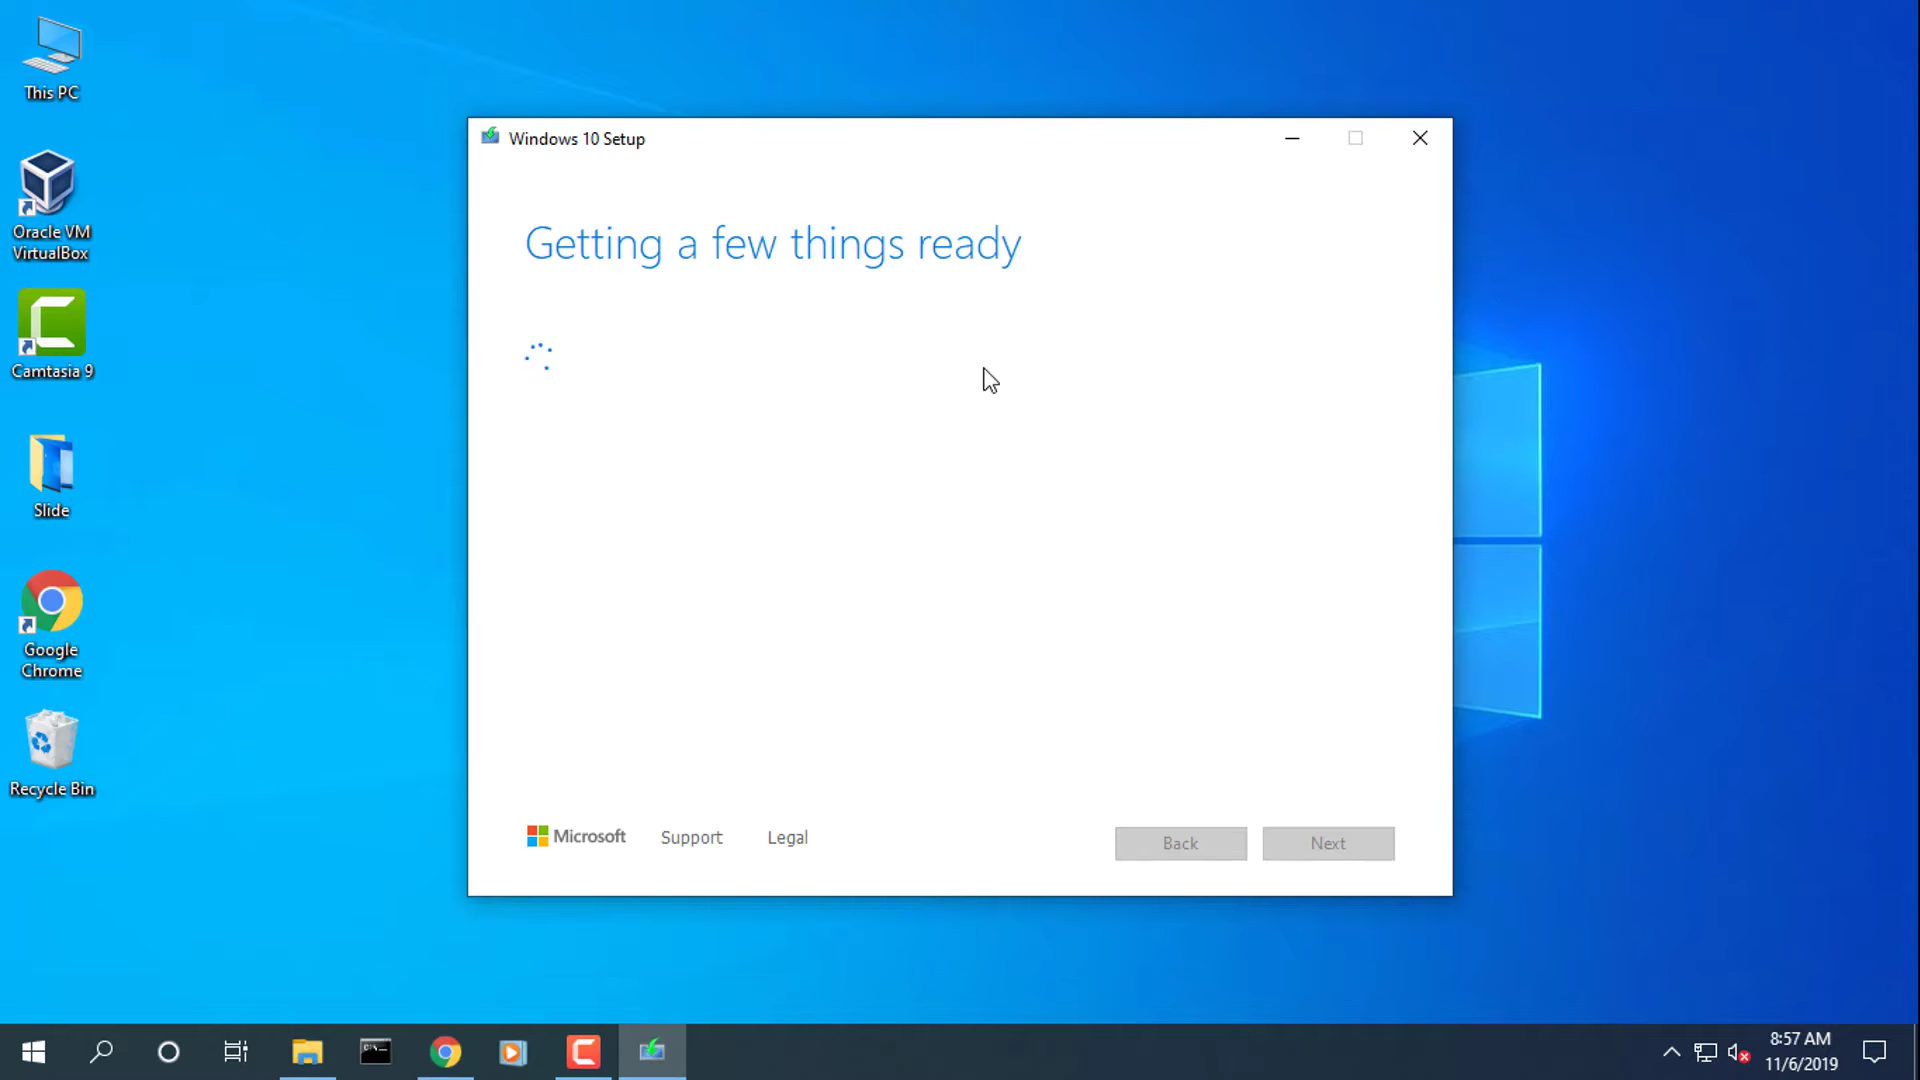 This PC
Oracle VM
VirtualBox
Camtasia 9
Slide
Google
Chrome
Recycle Bin
Windows 10 Setup
Getting a few things ready
Microsoft
Support
Legal
Back
Next
8:57 AM
11/6/2019